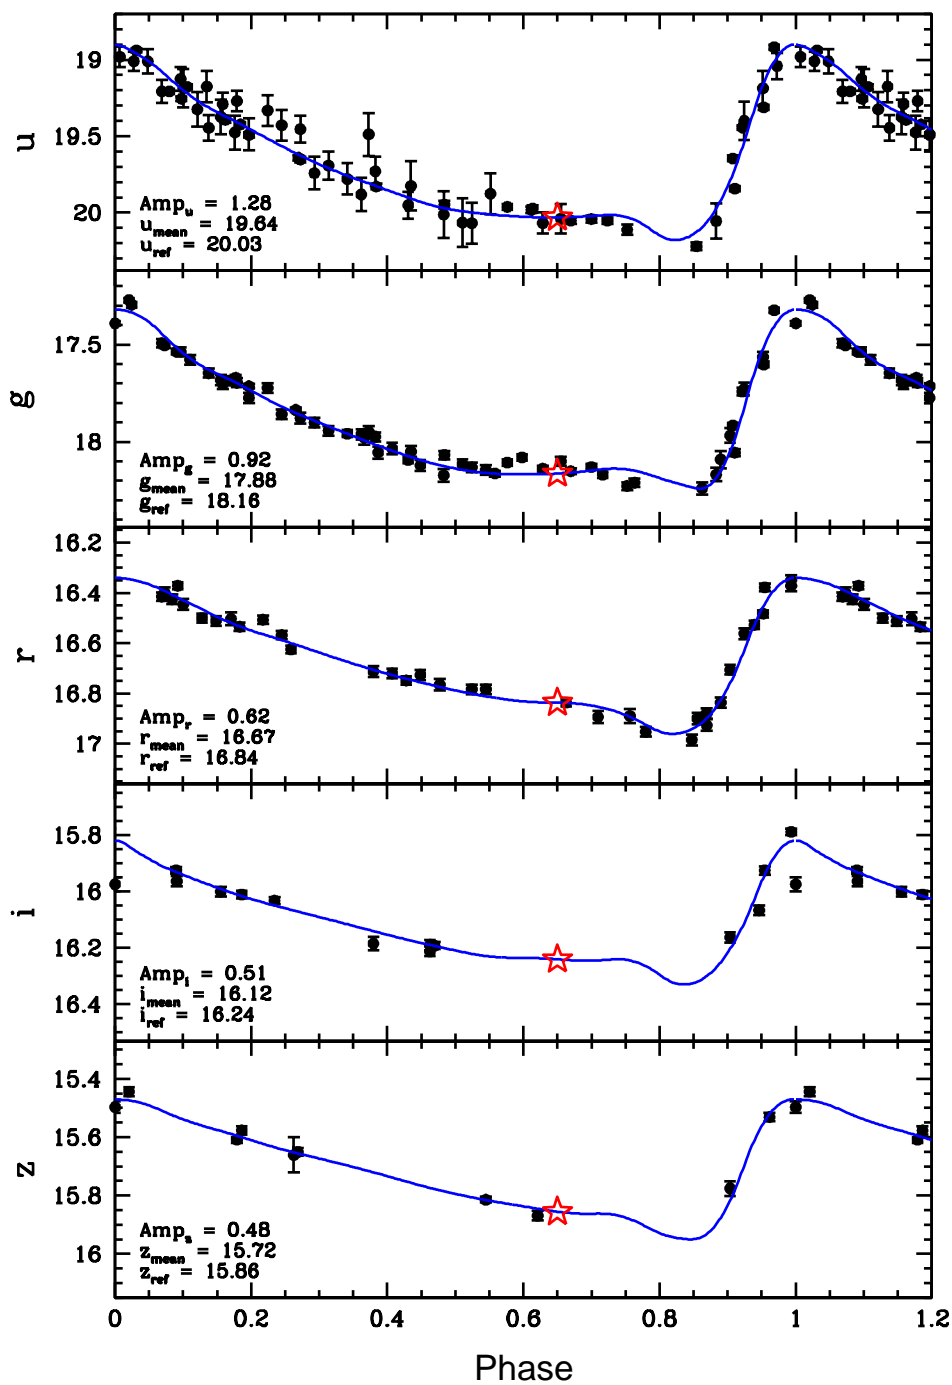 19
19.5
20
u
Amp_u = 1.28
u_mean = 19.64
u_ref = 20.03
17.5
18
g
Amp_g = 0.92
g_mean = 17.88
g_ref = 18.16
16.2
16.4
16.6
16.8
17
r
Amp_r = 0.62
r_mean = 16.67
r_ref = 16.84
15.8
16
16.2
16.4
i
Amp_i = 0.51
i_mean = 16.12
i_ref = 16.24
15.4
15.6
15.8
16
z
Amp_z = 0.48
z_mean = 15.72
z_ref = 15.86
0 0.2 0.4 0.6 0.8 1 1.2
Phase